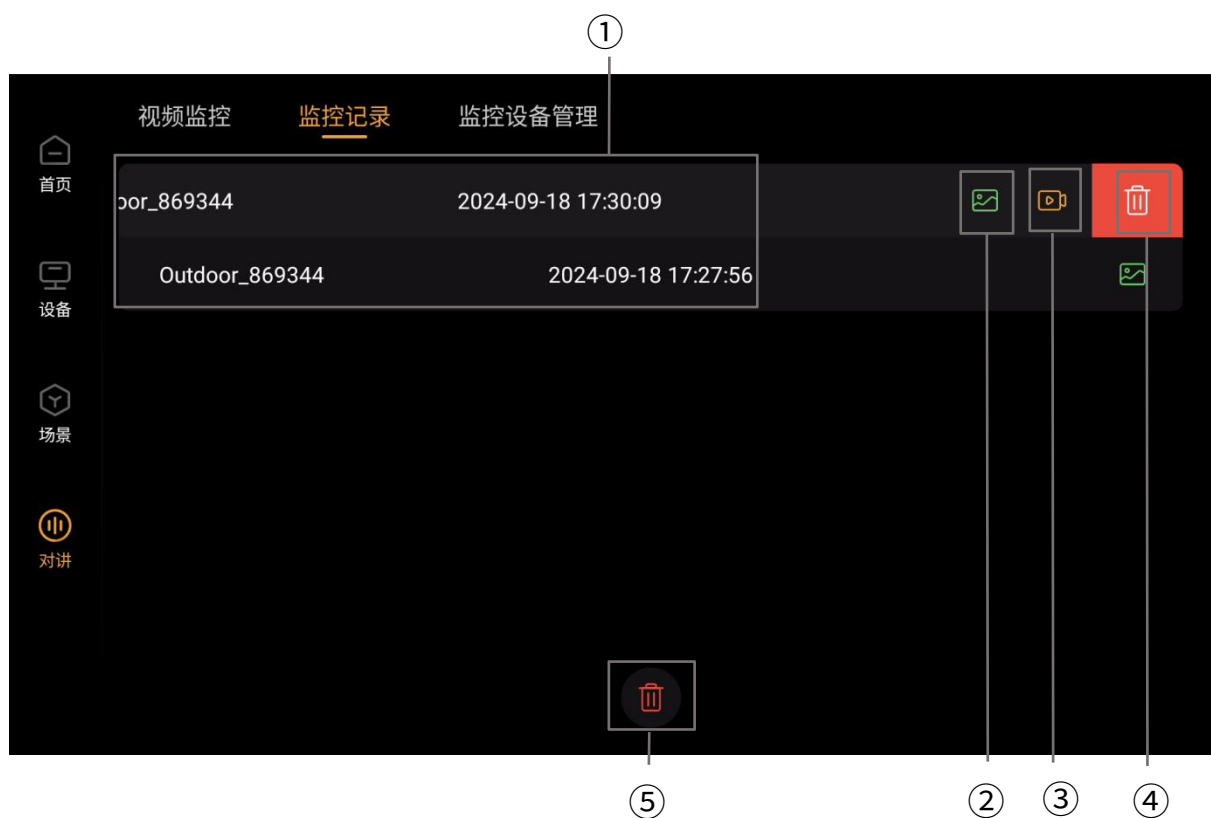 ①
视频监控 监控记录 监控设备管理
首页
oor_869344 2024-09-18 17:30:09
Outdoor_869344 2024-09-18 17:27:56
设备
场景
对讲
⑤ ② ③ ④